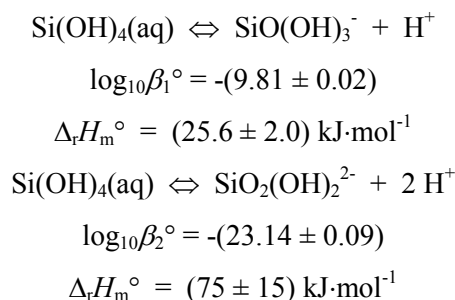 Si(OH)₄(aq) ⇔ SiO(OH)₃⁻ + H⁺
log₁₀β₁° = -(9.81 ± 0.02)
ΔᵣHₘ° = (25.6 ± 2.0) kJ·mol⁻¹
Si(OH)₄(aq) ⇔ SiO₂(OH)₂²⁻ + 2 H⁺
log₁₀β₂° = -(23.14 ± 0.09)
ΔᵣHₘ° = (75 ± 15) kJ·mol⁻¹